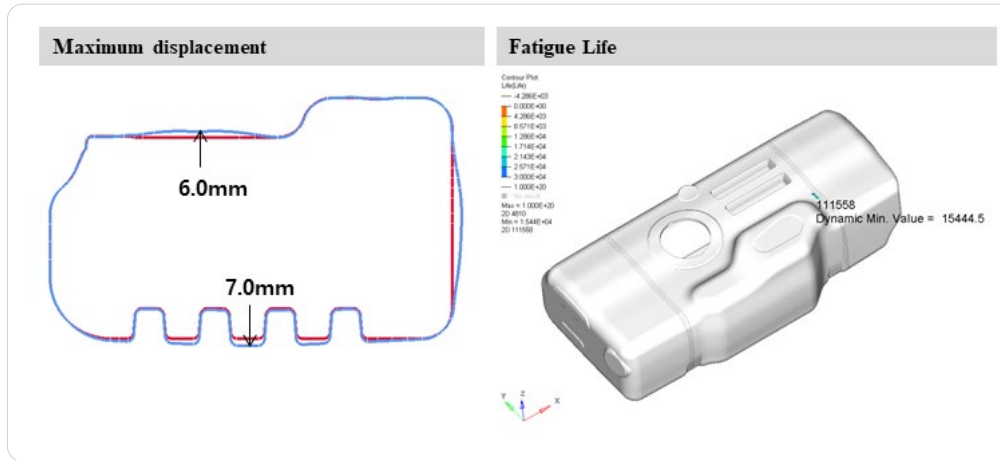 Maximum displacement
6.0mm
7.0mm
Fatigue Life
Contour Plot
Life(Life)
-4.286E+03
0.000E+00
4.286E+03
8.571E+03
1.286E+04
1.714E+04
2.143E+04
2.571E+04
3.000E+04
1.000E+20
No result
Max = 1.000E+20
2D 4810
Min = 1.544E+04
2D 111558
111558
Dynamic Min. Value = 15444.5
Y
Z
X